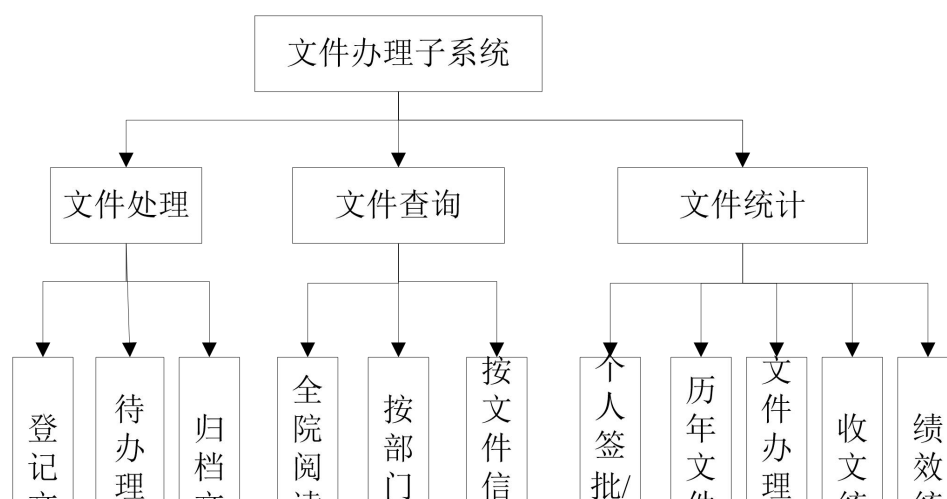 文件办理子系统
文件处理
文件查询
文件统计
登记
待办理
归档
全院阅
按部门
按文件信
个人签批/
历年文
文件办理
收文
绩效